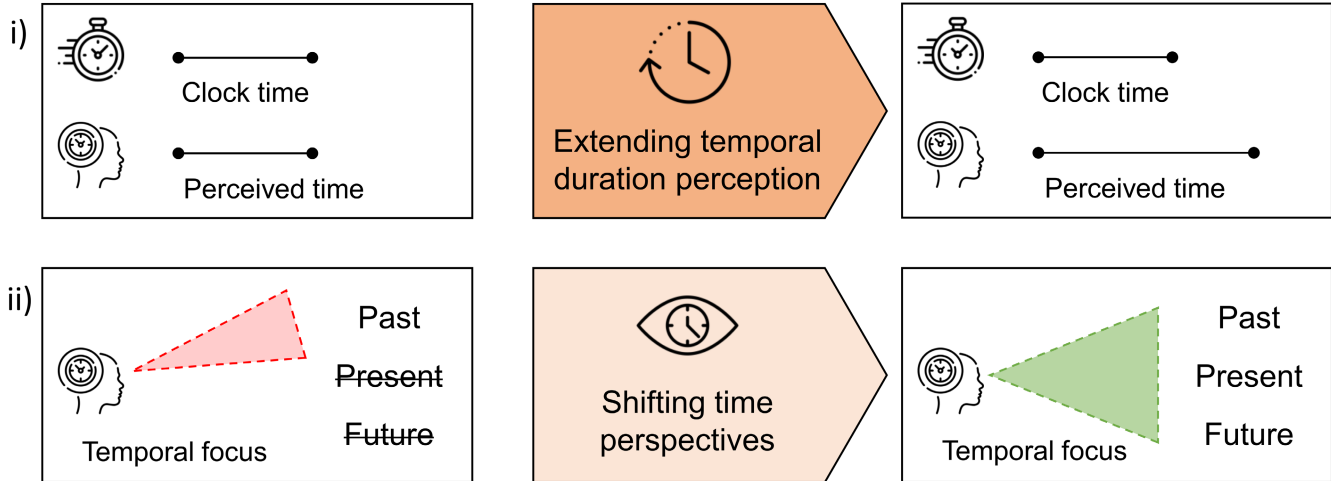 i)
Clock time
Perceived time
Extending temporal
duration perception
Clock time
Perceived time
ii)
Past
Present
Future
Temporal focus
Shifting time
perspectives
Past
Present
Future
Temporal focus